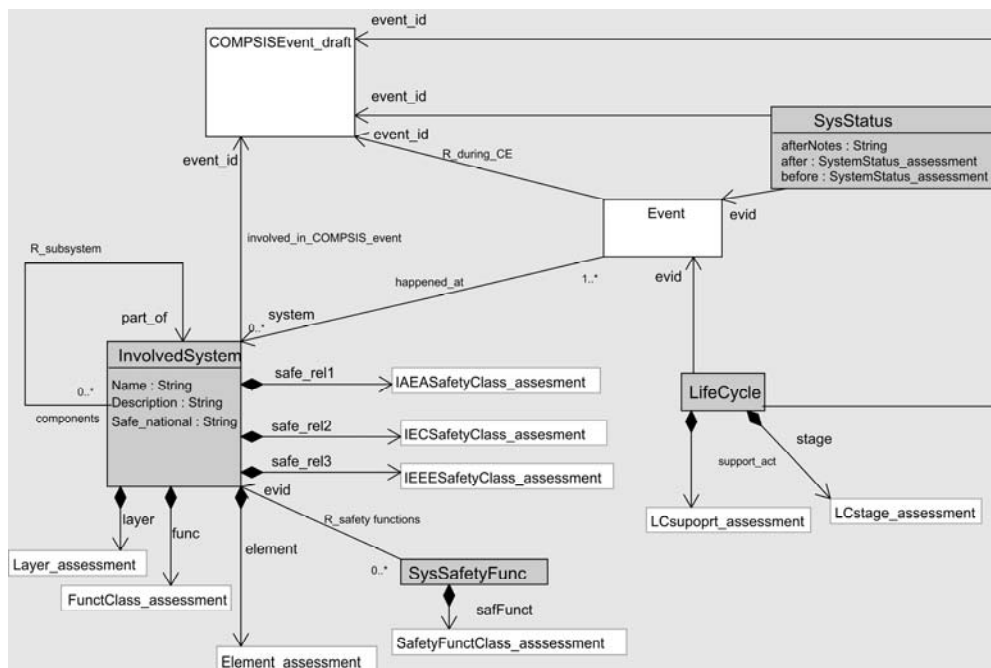 event_id
COMPSISEvent_draft
event_id
SysStatus
event_id
afterNotes : String
R_during_CE
after : SystemStatus_assessment
event_id
before : SystemStatus_assessment
Event
evid
R_subsystem
involved_in_COMPSIS_event
evid
happened_at
1..*
part_of
system
0..*
InvolvedSystem
safe_rel1
Name : String
IAEASafetyClass_assesment
0..*
Description : String
LifeCycle
components
Safe_national : String
safe_rel2
IECSafetyClass_assesment
stage
safe_rel3
support_act
IEEESafetyClass_assessment
evid
layer
R_safety functions
LCstage_assessment
func
LCsupoprt_assessment
element
Layer_assessment
0..*
SysSafetyFunc
FunctClass_assessment
safFunct
SafetyFunctClass_asssessment
Element_assessment